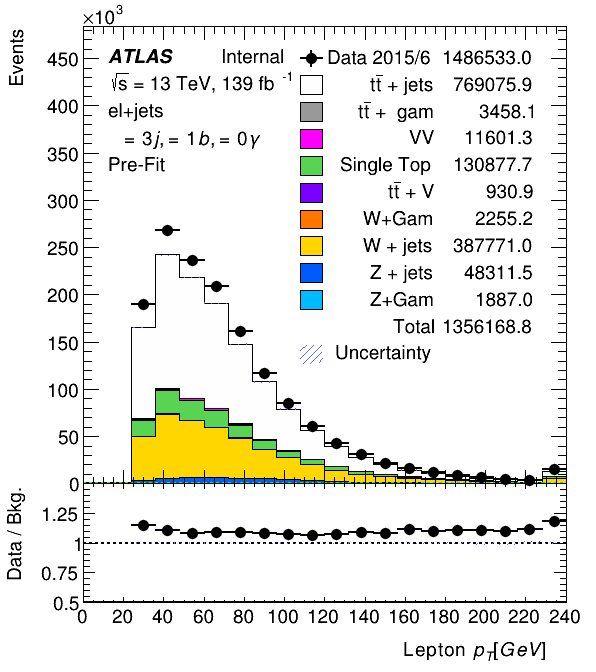 ×10³
Events
ATLAS Internal
√s = 13 TeV, 139 fb⁻¹
el+jets
= 3j, = 1b, = 0γ
Pre-Fit
Data 2015/6 1486533.0
tt̄ + jets 769075.9
tt̄ + gam 3458.1
VV 11601.3
Single Top 130877.7
tt̄ + V 930.9
W+Gam 2255.2
W + jets 387771.0
Z + jets 48311.5
Z+Gam 1887.0
Total 1356168.8
Uncertainty
450
400
350
300
250
200
150
100
50
0
Data / Bkg.
1.25
1
0.75
0.5
0 20 40 60 80 100 120 140 160 180 200 220 240
Lepton p_T[GeV]